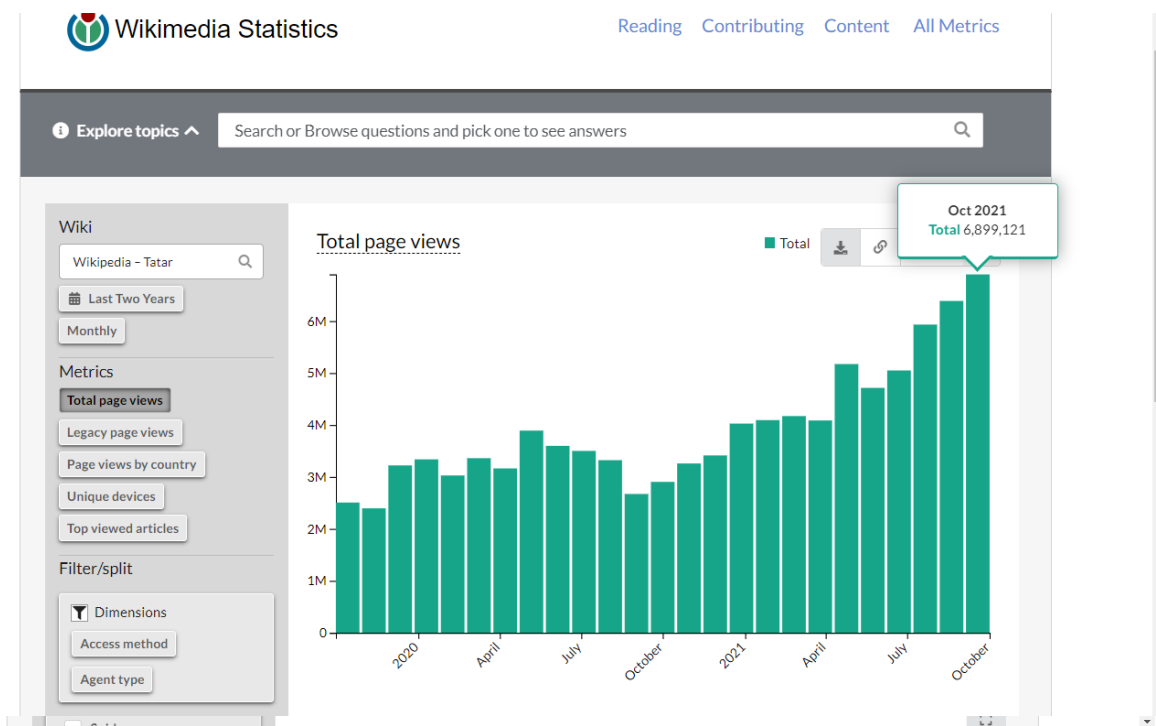 Wikimedia Statistics
Reading Contributing Content All Metrics
Explore topics
Search or Browse questions and pick one to see answers
Wiki
Wikipedia – Tatar
Last Two Years
Monthly
Metrics
Total page views
Legacy page views
Page views by country
Unique devices
Top viewed articles
Filter/split
Dimensions
Access method
Agent type
Total page views
Total
Oct 2021
Total 6,899,121
6M
5M
4M
3M
2M
1M
0
2020 April July October 2021 April July October